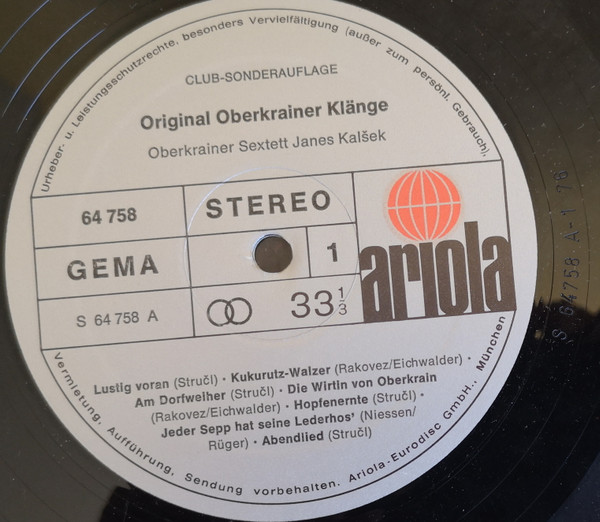 Urheber- u. Leistungsschutzrechte, besonders Vervielfältigung (außer zum persönl. Gebrauch),
CLUB-SONDERAUFLAGE
Original Oberkrainer Klänge
Oberkrainer Sextett Janes Kalšek
64 758
STEREO
GEMA
1
ariola
S 64 758 A
33 1/3
Lustig voran (Stručl) · Kukurutz-Walzer (Rakovez/Eichwalder) ·
Am Dorfweiher (Stručl) · Die Wirtin von Oberkrain
(Rakovez/Eichwalder) · Hopfenernte (Stručl) ·
Jeder Sepp hat seine Lederhos' (Niessen/
Rüger) · Abendlied (Stručl)
Vermietung, Aufführung, Sendung vorbehalten. Ariola-Eurodisc GmbH., München
S 64758 A-1 76